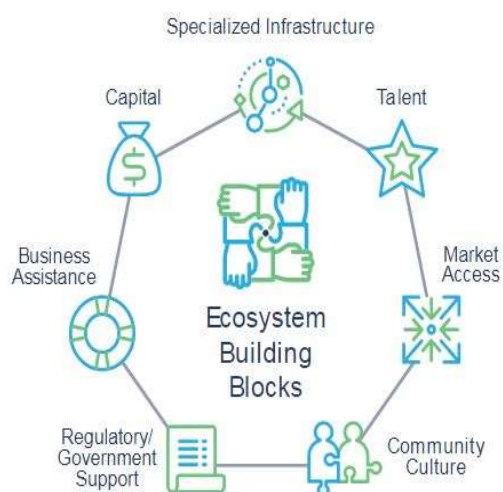 Specialized Infrastructure
Capital
Talent
$
Business
Assistance
Market
Access
Ecosystem
Building
Blocks
Regulatory/
Government
Support
Community
Culture